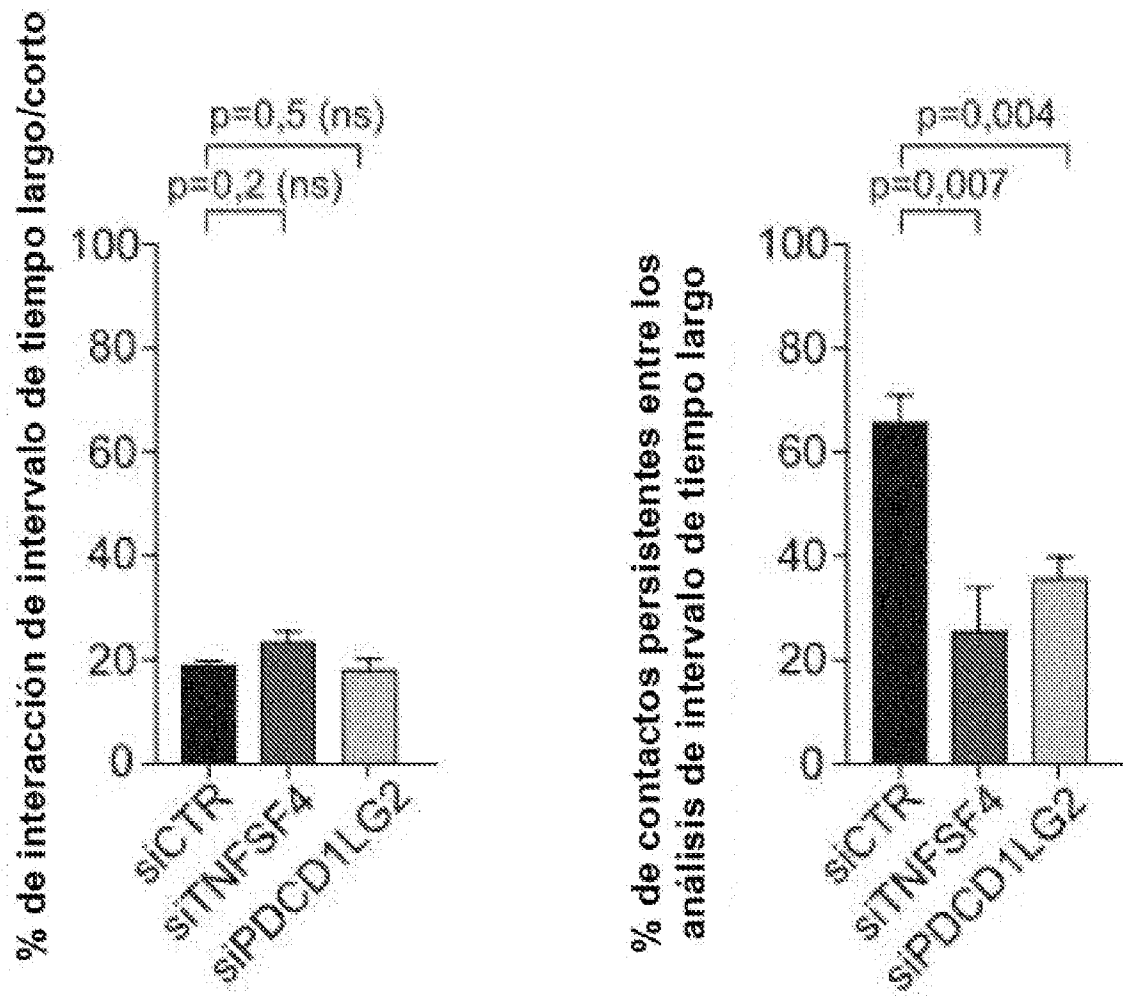 % de interacción de intervalo de tiempo largo/corto
p=0,5 (ns)
p=0,2 (ns)
100
80
60
40
20
0
siCTR
siTNFSF4
siPDCD1LG2
% de contactos persistentes entre los
análisis de intervalo de tiempo largo
p=0,004
p=0,007
100
80
60
40
20
0
siCTR
siTNFSF4
siPDCD1LG2